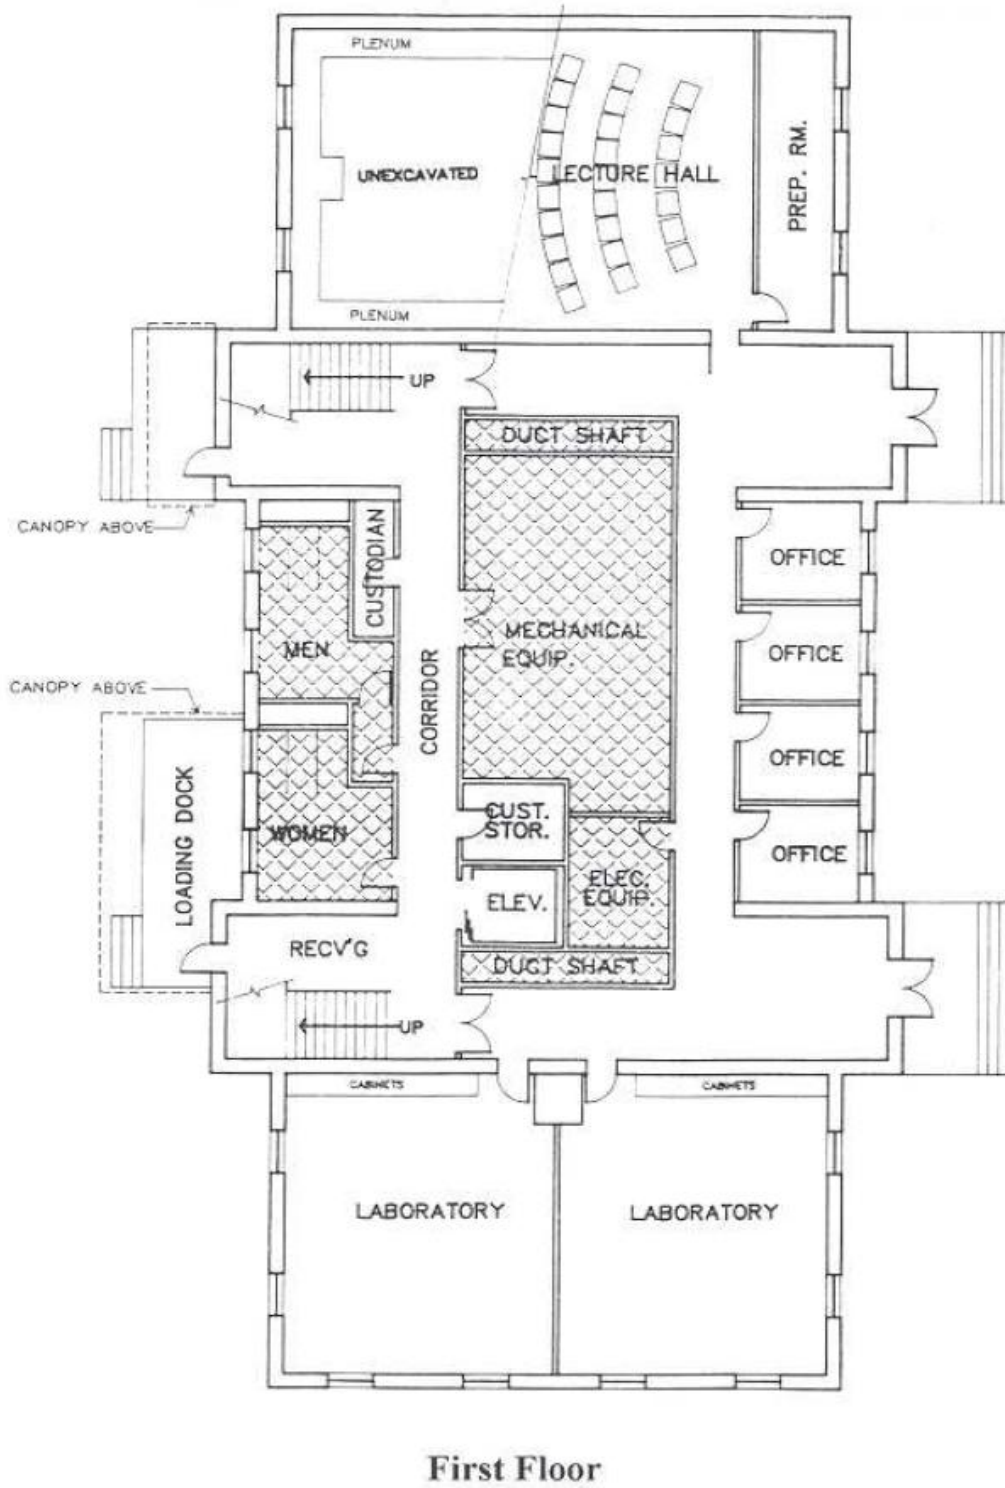 PLENUM
UNEXCAVATED
LECTURE HALL
PREP. RM.
PLENUM
UP
DUCT SHAFT
CANOPY ABOVE
CUSTODIAN
OFFICE
MEN
MECHANICAL
EQUIP.
OFFICE
CANOPY ABOVE
CORRIDOR
OFFICE
LOADING DOCK
WOMEN
CUST.
STOR.
OFFICE
ELEV.
ELEC.
EQUIP.
RECV'G
DUCT SHAFT
UP
CABINETS
CABINETS
LABORATORY
LABORATORY
First Floor